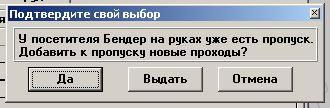 Подтвердите свой выбор
У посетителя Бендер на руках уже есть пропуск.
Добавить к пропуску новые проходы?
Да
Выдать
Отмена